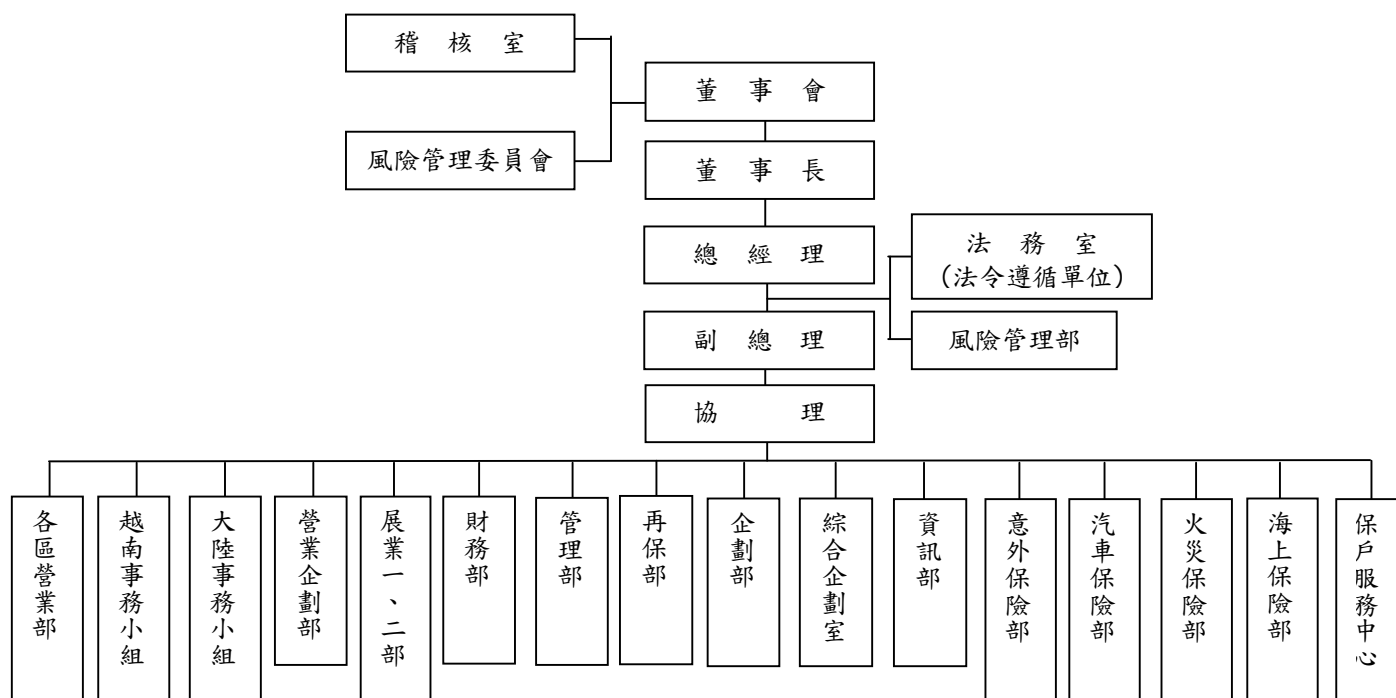 稽核室
董事會
風險管理委員會
董事長
總經理
法務室
(法令遵循單位)
副總理
風險管理部
協理
各區營業部
越南事務小組
大陸事務小組
營業企劃部
展業一、二部
財務部
管理部
再保部
企劃部
綜合企劃室
資訊部
意外保險部
汽車保險部
火災保險部
海上保險部
保戶服務中心